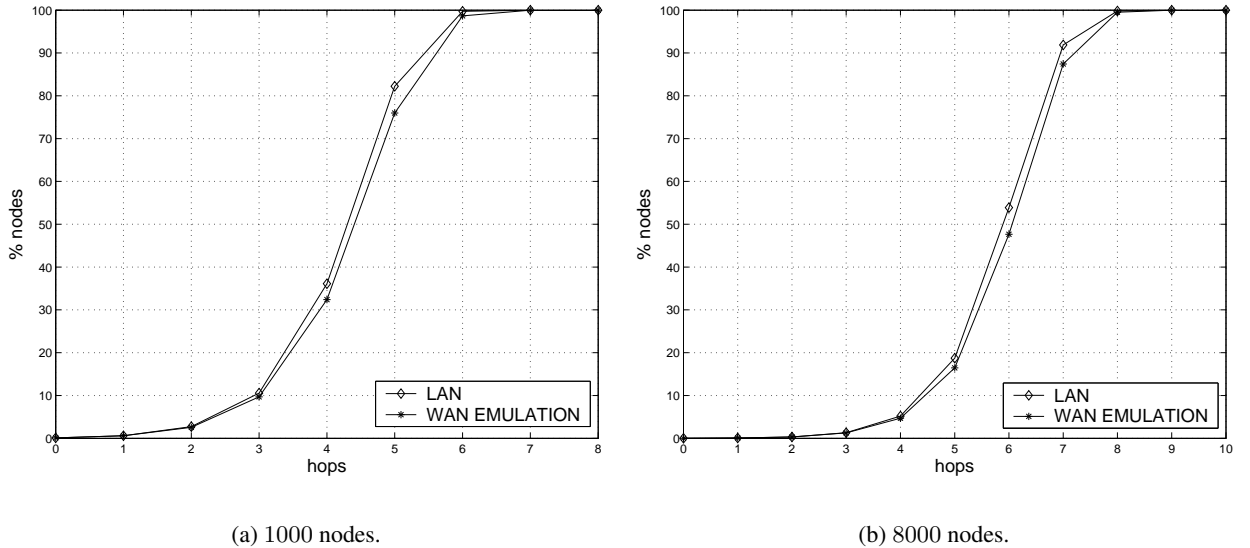 100
90
80
70
60
50
40
30
20
10
0
% nodes
0 1 2 3 4 5 6 7 8
hops
LAN
WAN EMULATION
(a) 1000 nodes.
100
90
80
70
60
50
40
30
20
10
0
% nodes
0 1 2 3 4 5 6 7 8 9 10
hops
LAN
WAN EMULATION
(b) 8000 nodes.